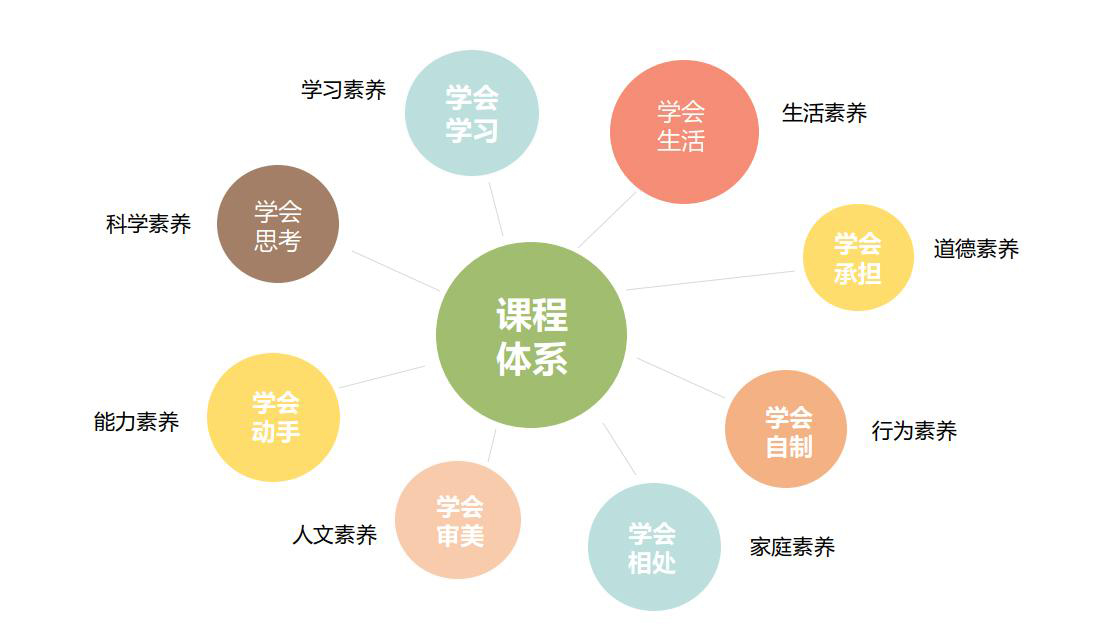 学习素养
学会
学习
学会
生活
生活素养
科学素养
学会
思考
学会
承担
道德素养
课程
体系
能力素养
学会
动手
学会
自制
行为素养
人文素养
学会
审美
学会
相处
家庭素养